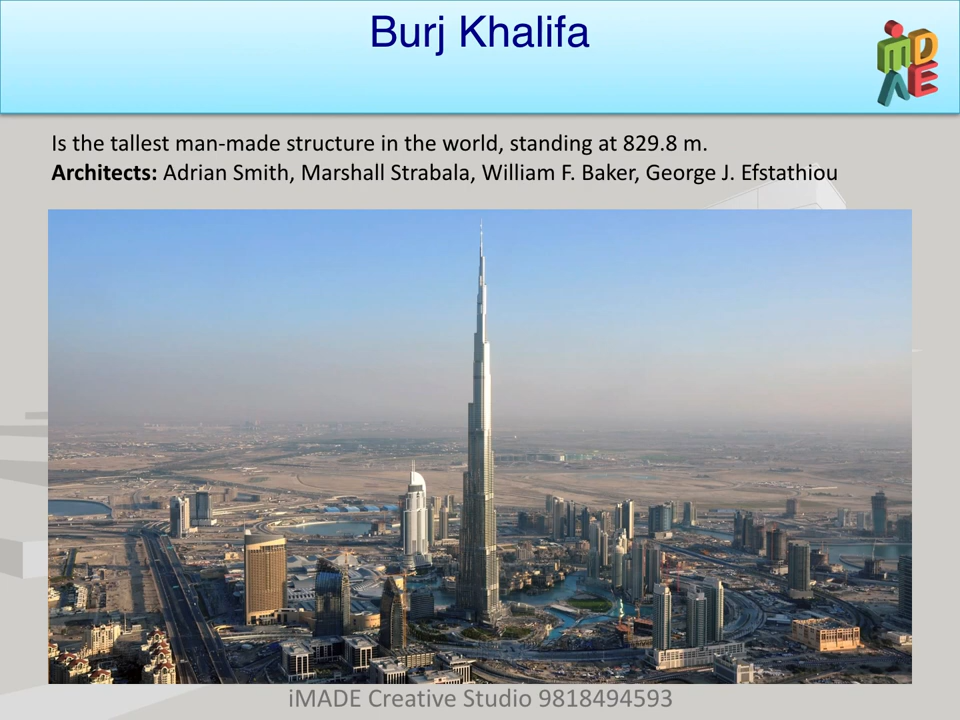 Burj Khalifa
MDAE
Is the tallest man-made structure in the world, standing at 829.8 m.
Architects: Adrian Smith, Marshall Strabala, William F. Baker, George J. Efstathiou
iMADE Creative Studio 9818494593